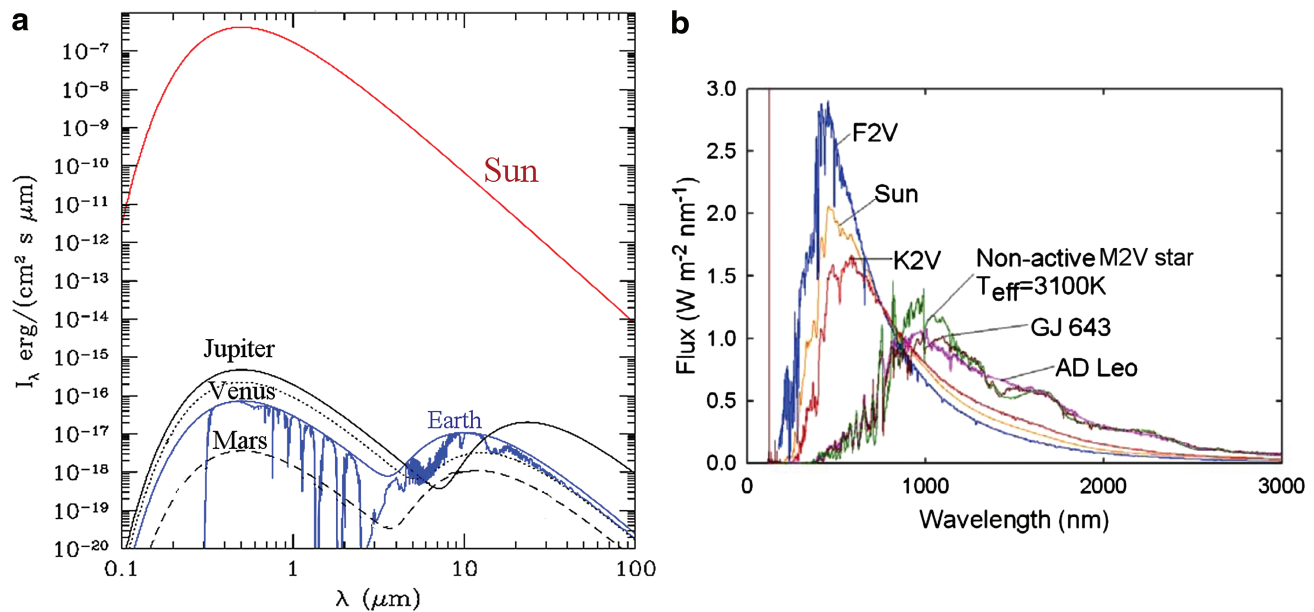 a
I_λ erg/(cm² s μm)
10⁻⁷
10⁻⁸
10⁻⁹
10⁻¹⁰
10⁻¹¹
10⁻¹²
10⁻¹³
10⁻¹⁴
10⁻¹⁵
10⁻¹⁶
10⁻¹⁷
10⁻¹⁸
10⁻¹⁹
10⁻²⁰
Sun
Jupiter
Venus
Earth
Mars
0.1 1 10 100
λ (μm)
b
Flux (W m⁻² nm⁻¹)
3.0
2.5
2.0
1.5
1.0
0.5
0.0
F2V
Sun
K2V
Non-active M2V star
T_eff=3100K
GJ 643
AD Leo
0 1000 2000 3000
Wavelength (nm)